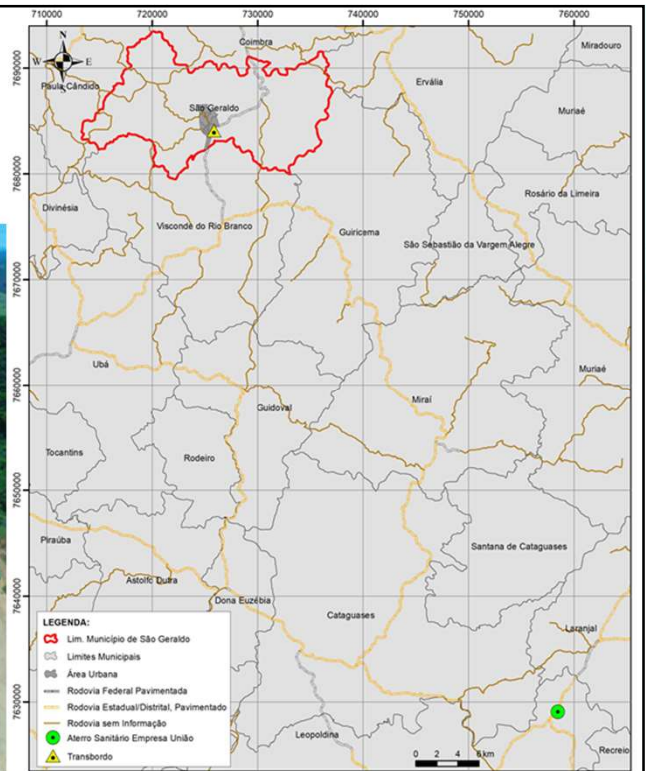 710000 720000 730000 740000 750000 760000
7690000
7680000
7670000
7660000
7650000
7640000
7630000
N
W E
S
Coimbra
Miradouro
Paula Cândido
Ervália
Muriaé
São Geraldo
Rosário da Limeira
Divinésia
Visconde do Rio Branco
Guiricema
São Sebastião da Vargem Alegre
Ubá
Muriaé
Guidoval
Miraí
Tocantins
Rodeiro
Piraúba
Santana de Cataguases
Astolfo Dutra
Dona Euzébia
Cataguases
Laranjal
Leopoldina
Recreio
LEGENDA:
Lim. Município de São Geraldo
Limites Municipais
Área Urbana
Rodovia Federal Pavimentada
Rodovia Estadual/Distrital, Pavimentado
Rodovia sem Informação
Aterro Sanitário Empresa União
Transbordo
0 2 4 6 km